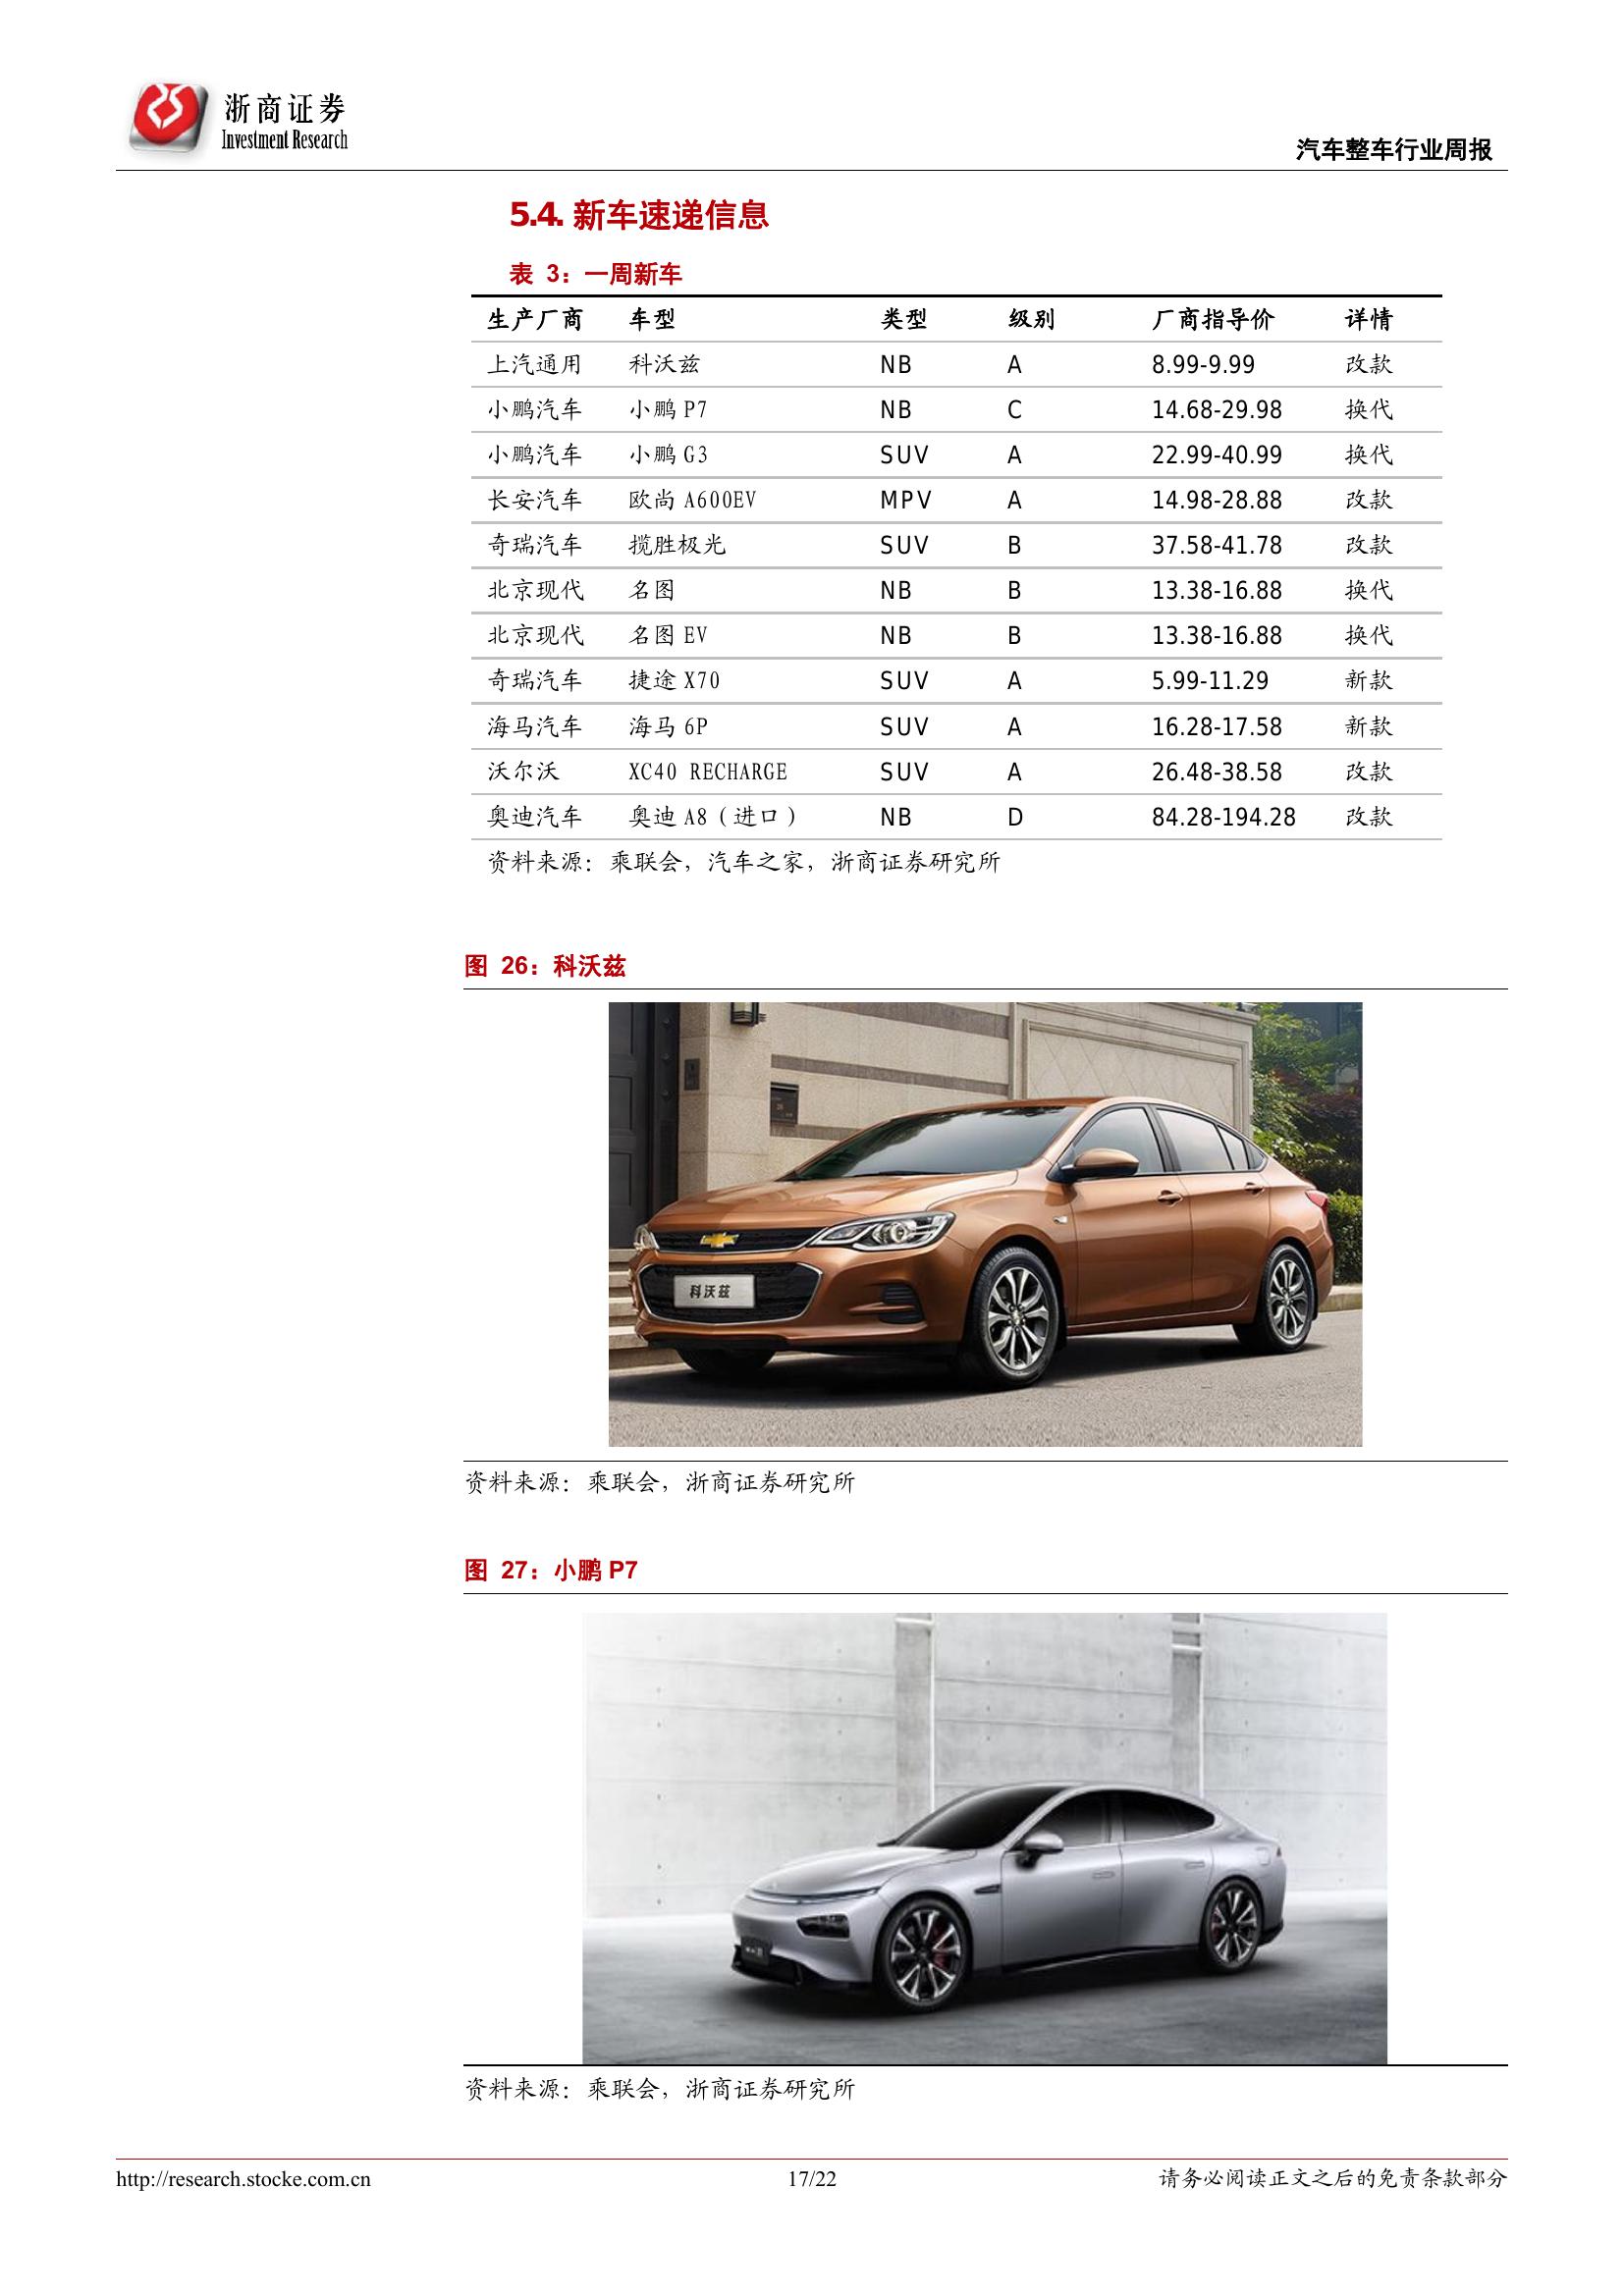 浙商证券
Investment Research
汽车整车行业周报
5.4. 新车速递信息
表 3：一周新车
生产厂商 车型 类型 级别 厂商指导价 详情
上汽通用 科沃兹 NB A 8.99-9.99 改款
小鹏汽车 小鹏 P7 NB C 14.68-29.98 换代
小鹏汽车 小鹏 G3 SUV A 22.99-40.99 换代
长安汽车 欧尚 A600EV MPV A 14.98-28.88 改款
奇瑞汽车 揽胜极光 SUV B 37.58-41.78 改款
北京现代 名图 NB B 13.38-16.88 换代
北京现代 名图 EV NB B 13.38-16.88 换代
奇瑞汽车 捷途 X70 SUV A 5.99-11.29 新款
海马汽车 海马 6P SUV A 16.28-17.58 新款
沃尔沃 XC40 RECHARGE SUV A 26.48-38.58 改款
奥迪汽车 奥迪 A8（进口） NB D 84.28-194.28 改款
资料来源：乘联会，汽车之家，浙商证券研究所
图 26：科沃兹
科沃兹
资料来源：乘联会，浙商证券研究所
图 27：小鹏 P7
资料来源：乘联会，浙商证券研究所
http://research.stocke.com.cn 17/22 请务必阅读正文之后的免责条款部分